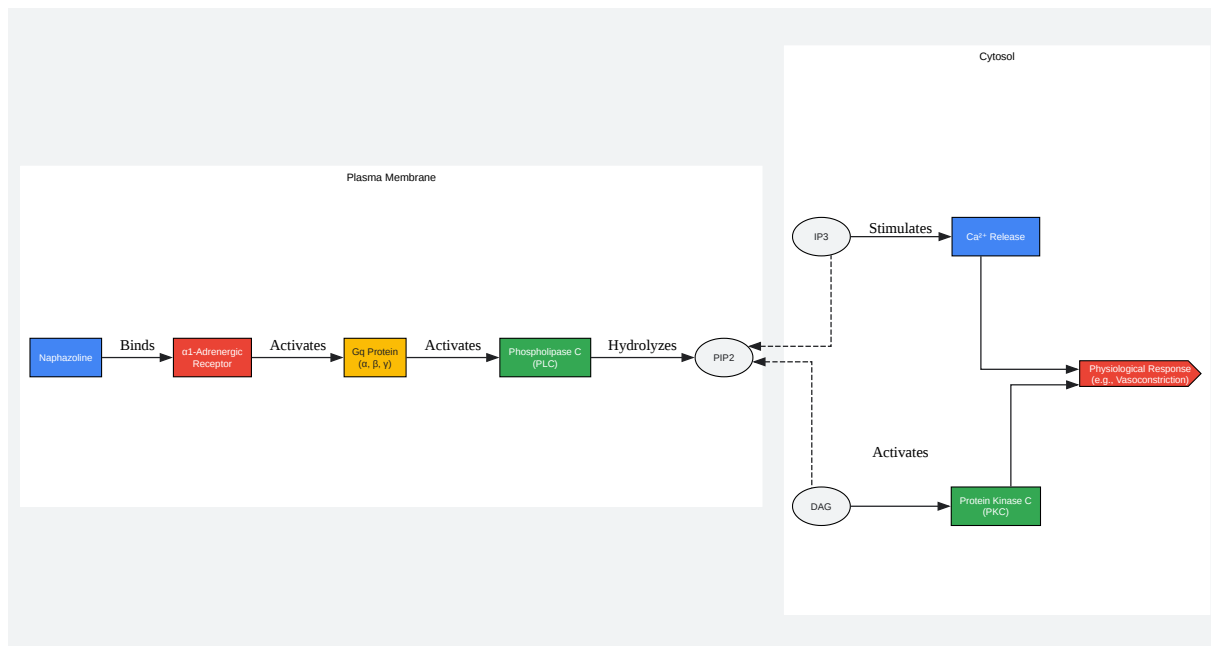 Cytosol
Plasma Membrane
IP3
Stimulates
Ca²⁺ Release
Naphazoline
Binds
α1-Adrenergic
Receptor
Activates
Gq Protein
(α, β, γ)
Activates
Phospholipase C
(PLC)
Hydrolyzes
PIP2
Physiological Response
(e.g., Vasoconstriction)
DAG
Activates
Protein Kinase C
(PKC)